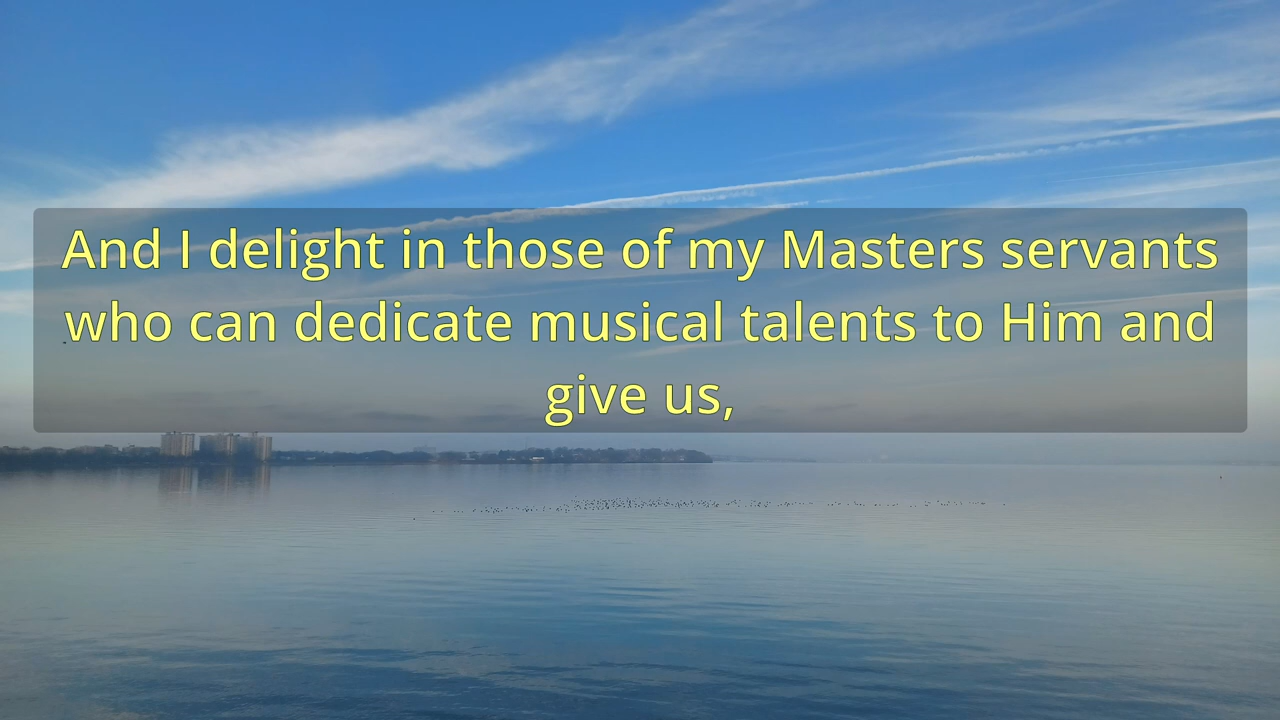 And I delight in those of my Masters servants
who can dedicate musical talents to Him and
give us,